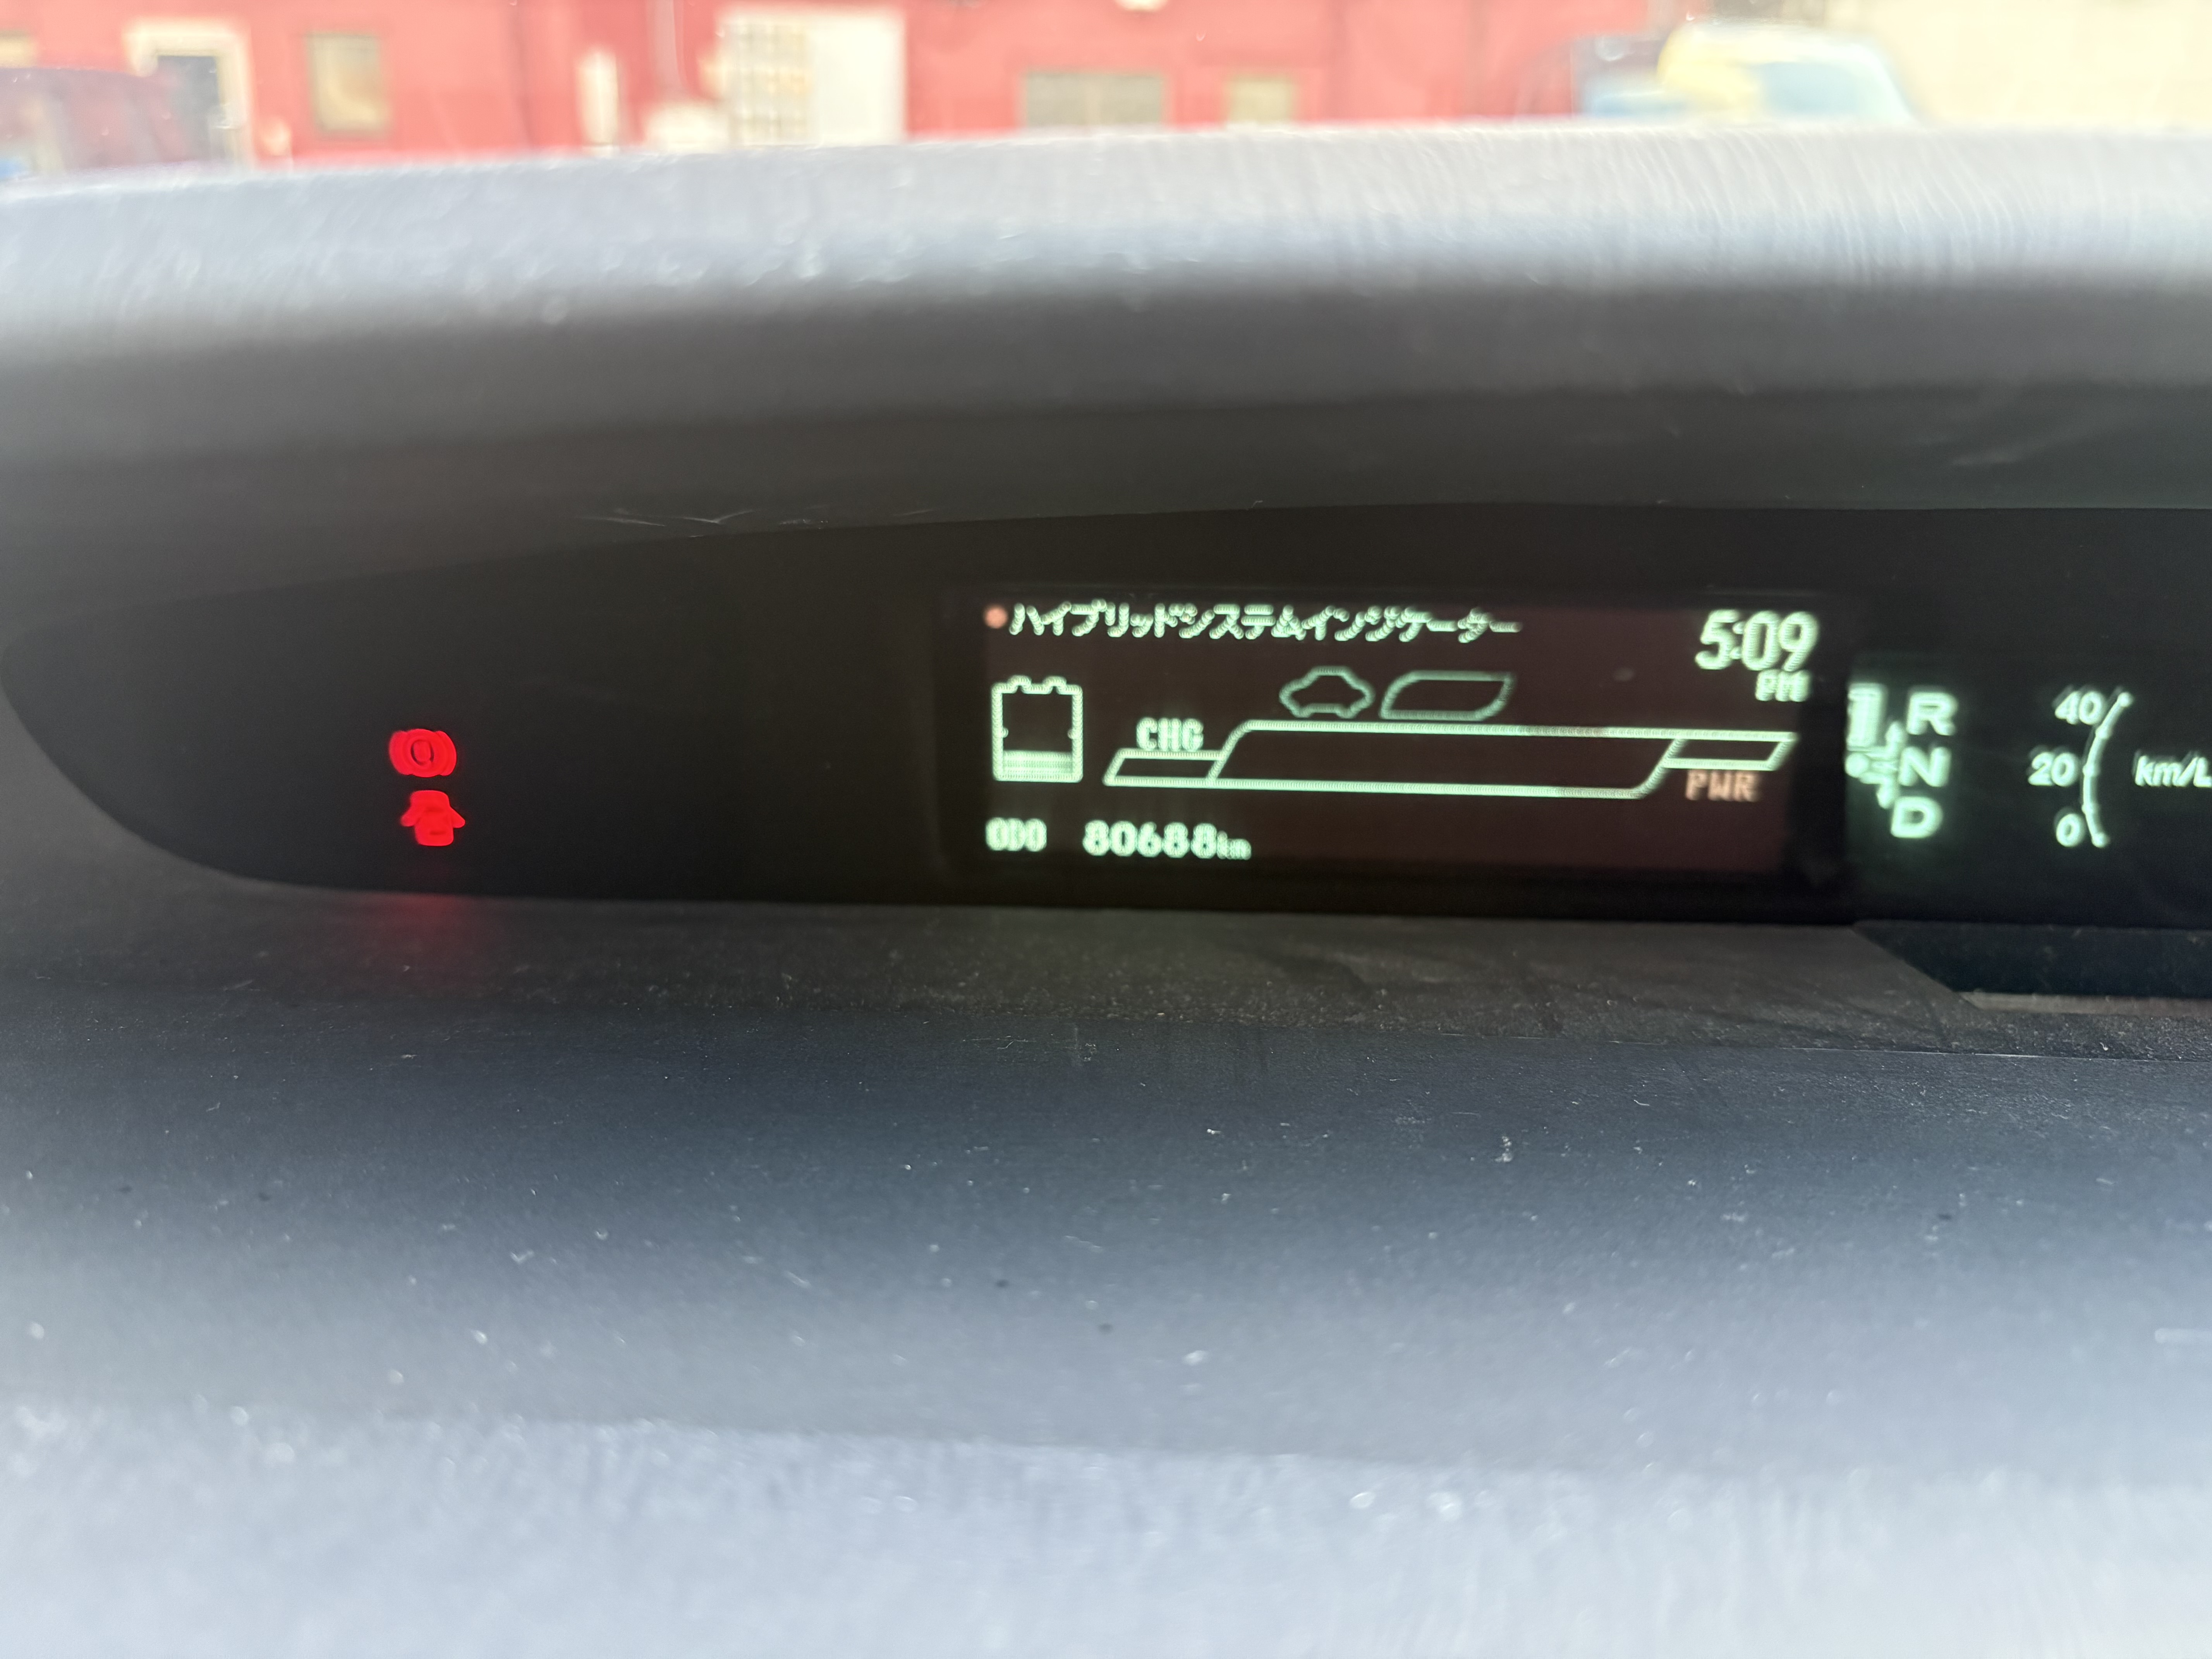 ハイブリッドシステムインジケーター
5:09
PM
CHG
PWR
ODO 80688km
R
N
D
40
20
0
km/L